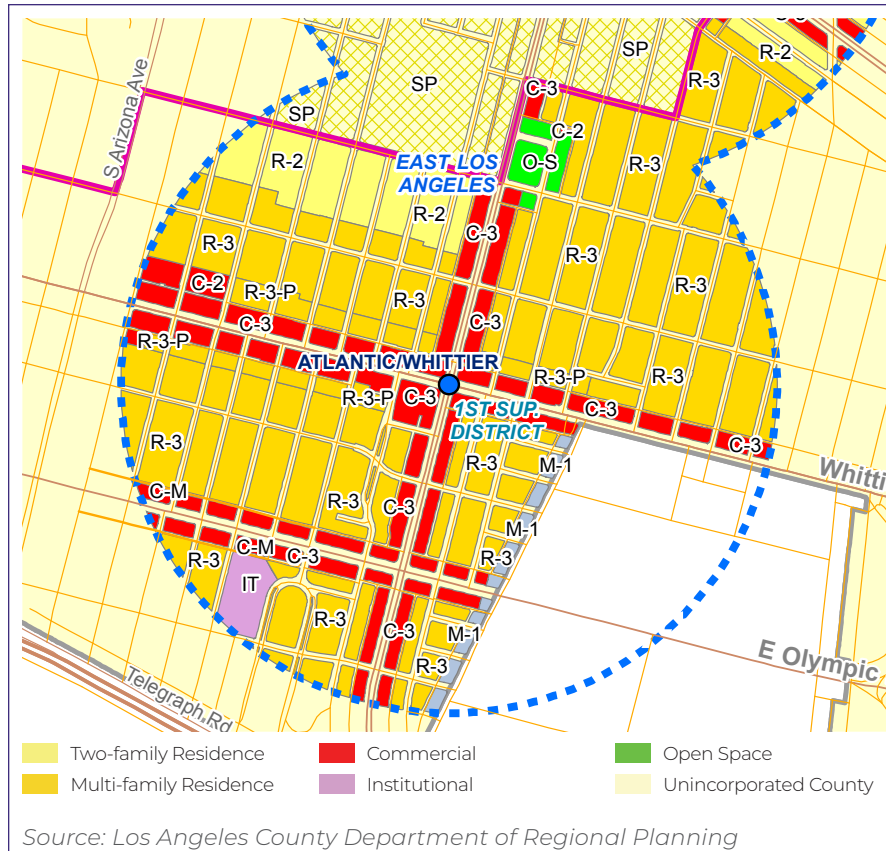 C-3
R-2
SP
SP
R-3
C-3
S Arizona Ave
SP
C-2
R-2
EAST LOS
ANGELES
O-S
R-3
R-2
C-3
R-3
R-3
R-3
C-2
R-3-P
R-3
C-3
C-3
R-3-P
ATLANTIC/WHITTIER
R-3-P
R-3
R-3-P
C-3
1ST SUP.
DISTRICT
C-3
C-3
R-3
R-3
M-1
Whitti
C-M
R-3
C-3
M-1
C-M
C-3
R-3
R-3
IT
R-3
C-3
M-1
R-3
E Olympic
Telegraph Rd
Two-family Residence
Commercial
Open Space
Multi-family Residence
Institutional
Unincorporated County
Source: Los Angeles County Department of Regional Planning